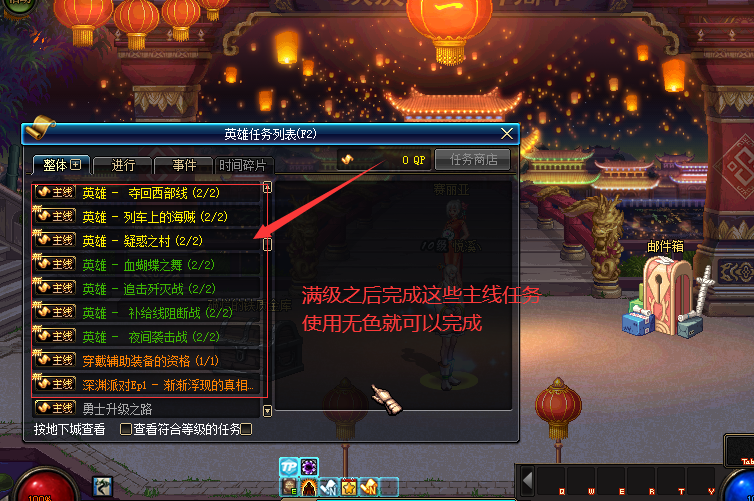 英雄任务列表(F2)
整体 进行 事件 时间碎片
0 QP 任务商店
主线 英雄 - 夺回西部线 (2/2)
主线 英雄 - 列车上的海贼 (2/2)
主线 英雄 - 疑惑之村 (2/2)
主线 英雄 - 血蝴蝶之舞 (2/2)
主线 英雄 - 追击歼灭战 (2/2)
主线 英雄 - 补给线阻断战 (2/2)
主线 英雄 - 夜间袭击战 (2/2)
主线 穿戴辅助装备的资格 (1/1)
主线 深渊派对Ep1 - 渐渐浮现的真相...
主线 勇士升级之路
赛丽亚
满级之后完成这些主线任务
使用无色就可以完成
邮件箱
按地下城查看 查看符合等级的任务
TP
E N N
Q W E R T Y
Tab
100%